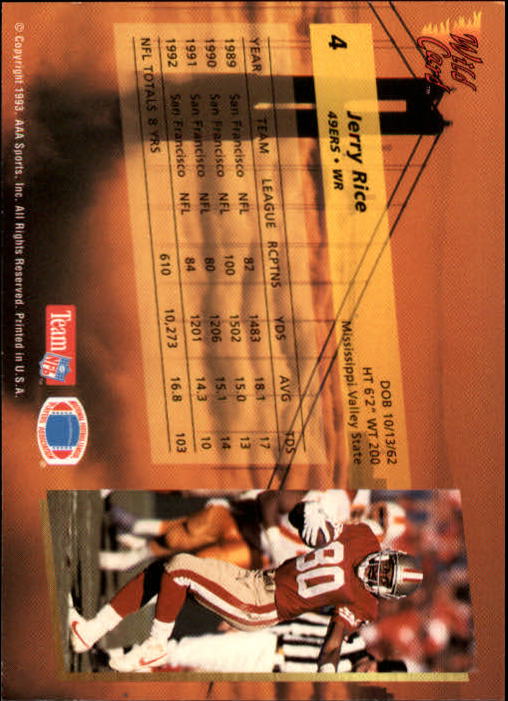 Wild Card
4
Jerry Rice
49ERS • WR
DOB 10/13/62
HT 6'2" WT 200
Mississippi Valley State
YEAR TEAM LEAGUE RCPTNS YDS AVG TDS
1989 San Francisco NFL 82 1483 18.1 17
1990 San Francisco NFL 100 1502 15.0 13
1991 San Francisco NFL 80 1206 15.1 14
1992 San Francisco NFL 84 1201 14.3 10
NFL TOTALS 8 YRS 610 10,273 16.8 103
Team NFL™
®
80
© Copyright 1993, AAA Sports, Inc. All Rights Reserved. Printed in U.S.A.